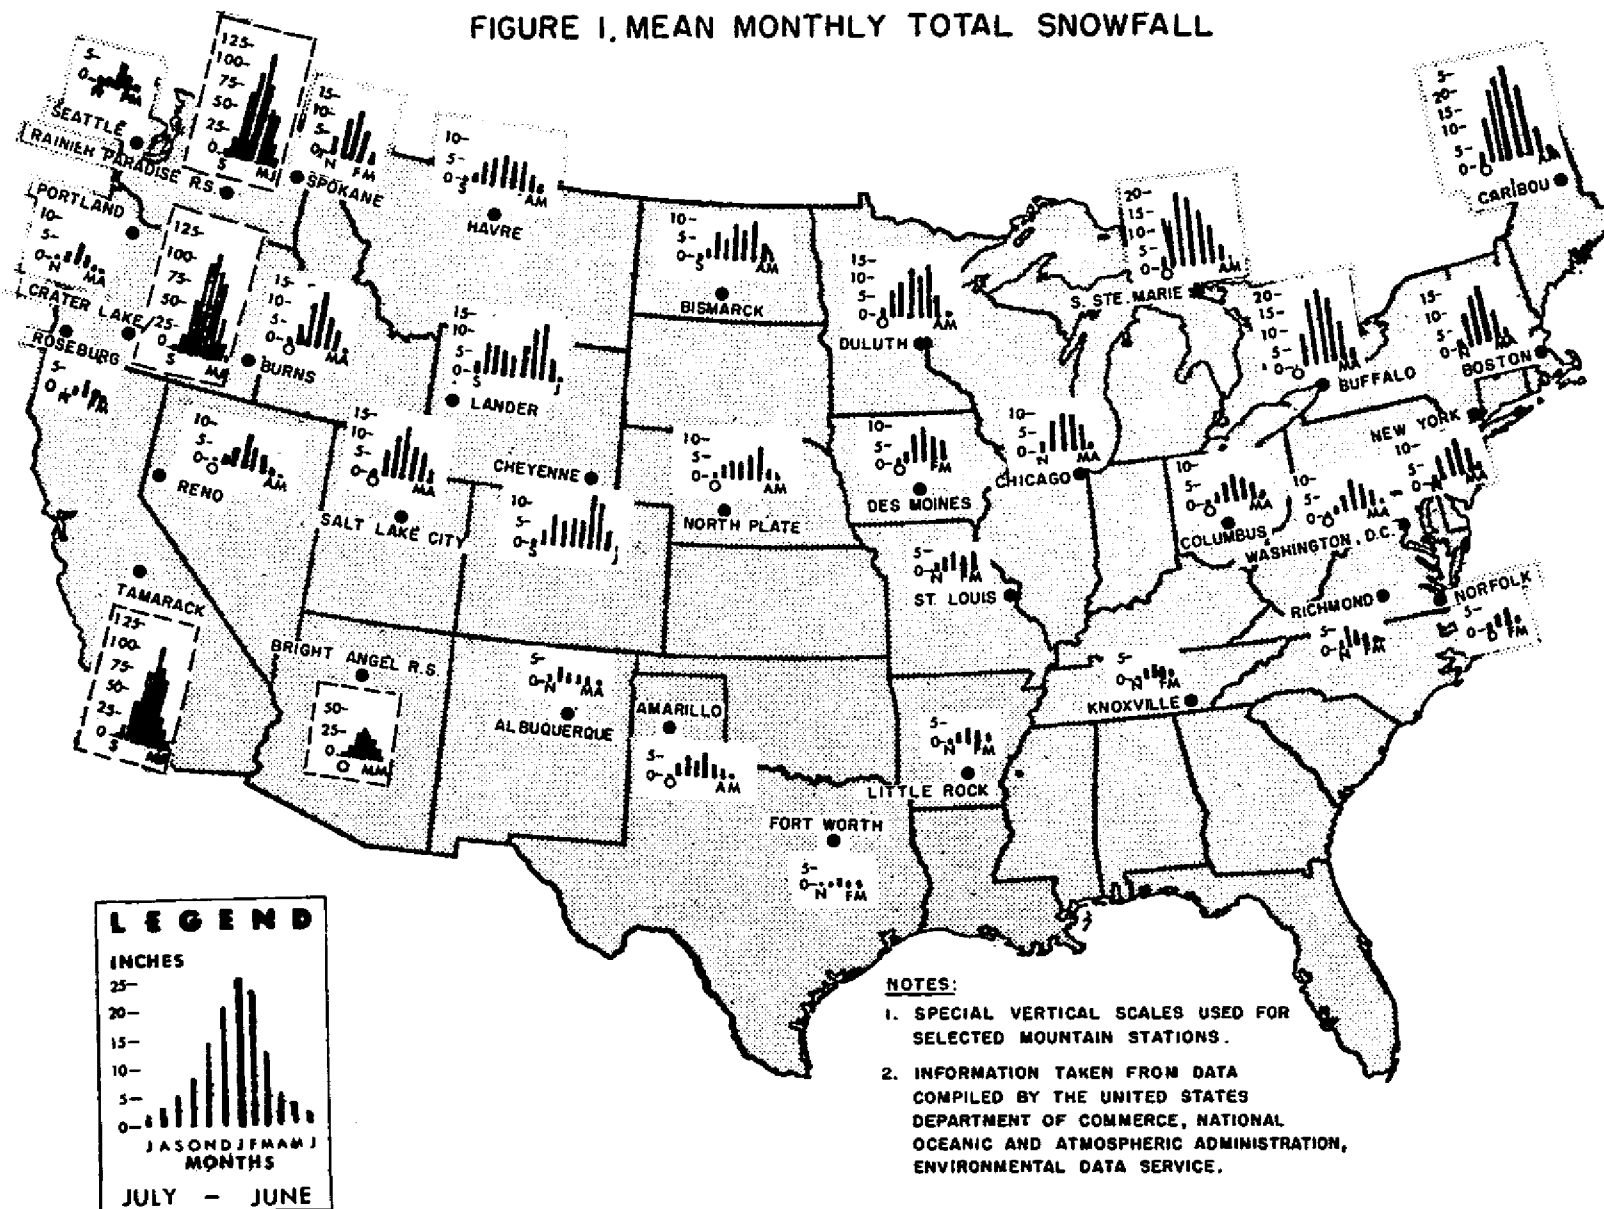 FIGURE 1. MEAN MONTHLY TOTAL SNOWFALL
SEATTLE
RAINIER PARADISE R.S.
SPOKANE
HAVRE
PORTLAND
CRATER LAKE
ROSEBURG
BURNS
LANDER
BISMARCK
DULUTH
S. STE. MARIE
CARIBOU
BUFFALO
BOSTON
NEW YORK
RENO
SALT LAKE CITY
CHEYENNE
NORTH PLATE
DES MOINES
CHICAGO
COLUMBUS
WASHINGTON, D.C.
ST. LOUIS
RICHMOND
NORFOLK
KNOXVILLE
TAMARACK
BRIGHT ANGEL R.S.
ALBUQUERQUE
AMARILLO
LITTLE ROCK
FORT WORTH
LEGEND
INCHES
25-
20-
15-
10-
5-
0-
J A S O N D J F M A M J
MONTHS
JULY - JUNE
NOTES:
1. SPECIAL VERTICAL SCALES USED FOR
SELECTED MOUNTAIN STATIONS.
2. INFORMATION TAKEN FROM DATA
COMPILED BY THE UNITED STATES
DEPARTMENT OF COMMERCE, NATIONAL
OCEANIC AND ATMOSPHERIC ADMINISTRATION,
ENVIRONMENTAL DATA SERVICE.